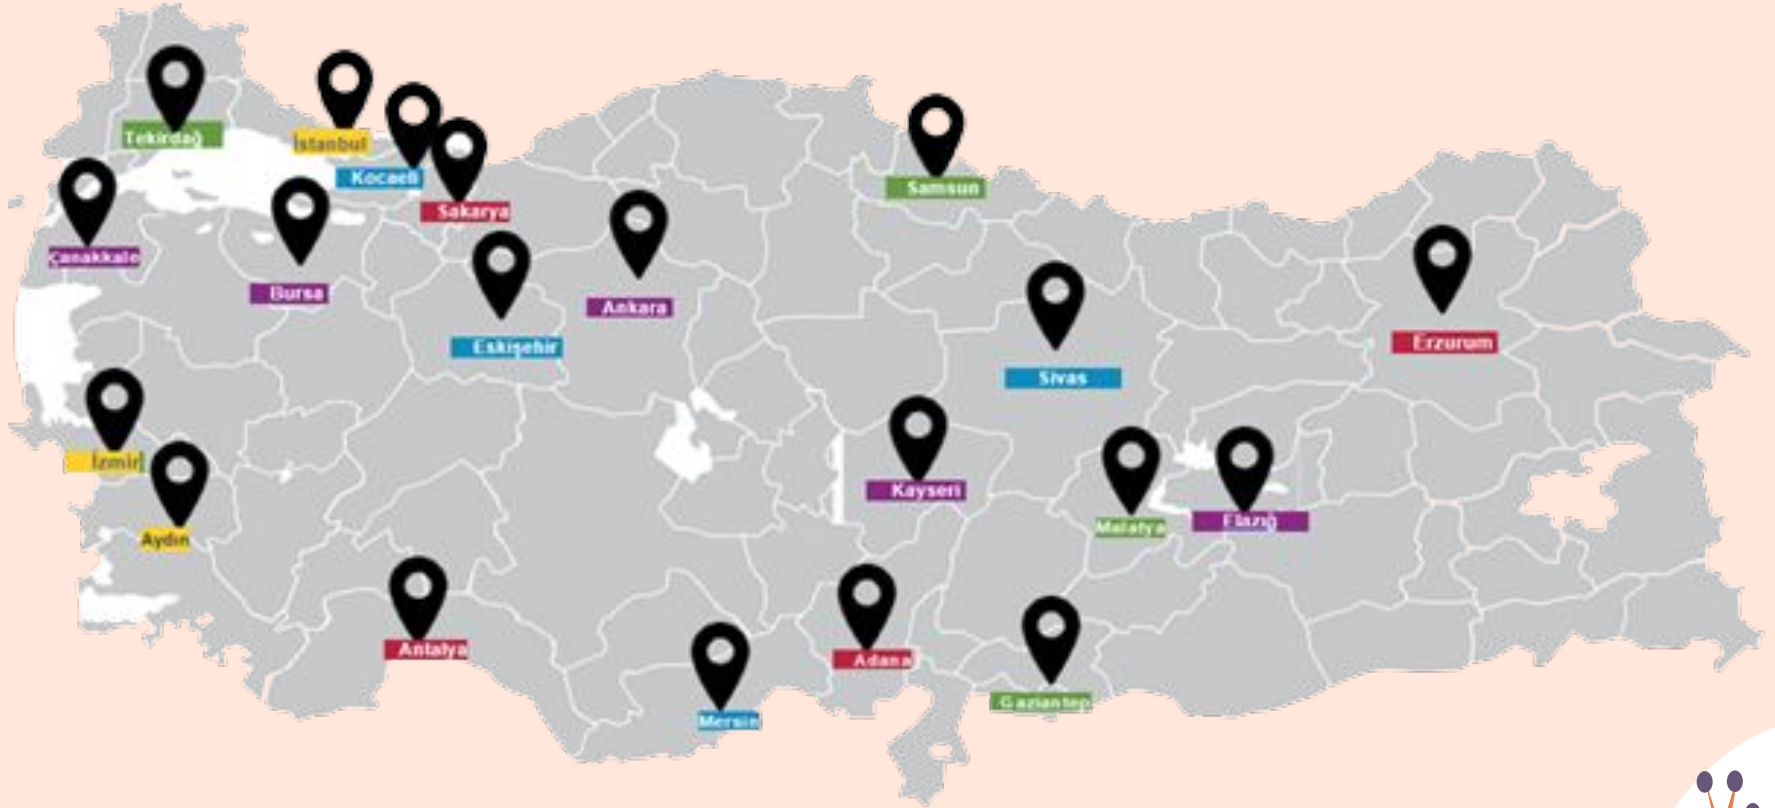 Tekirdağ
İstanbul
Kocaeli
Samsun
Sakarya
Çanakkale
Bursa
Ankara
Erzurum
Eskişehir
Sivas
İzmir
Kayseri
Elazığ
Malatya
Aydın
Antalya
Adana
Gaziantep
Mersin